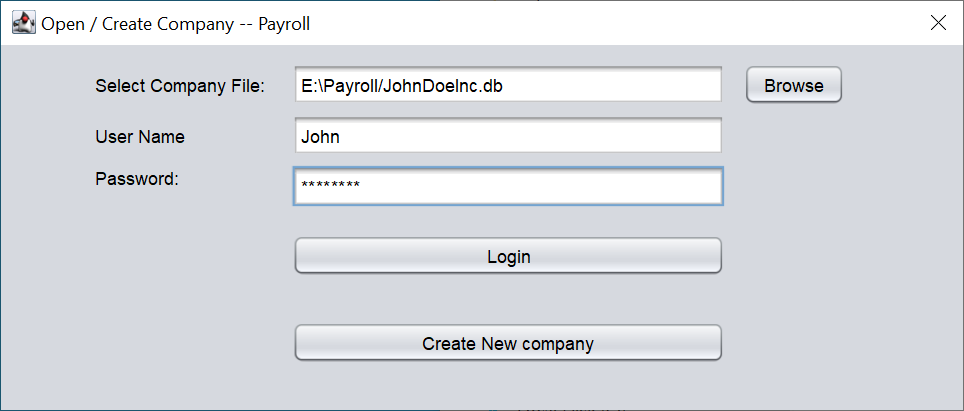 Open / Create Company -- Payroll
Select Company File: E:\Payroll/JohnDoeInc.db Browse
User Name John
Password: ********
Login
Create New company